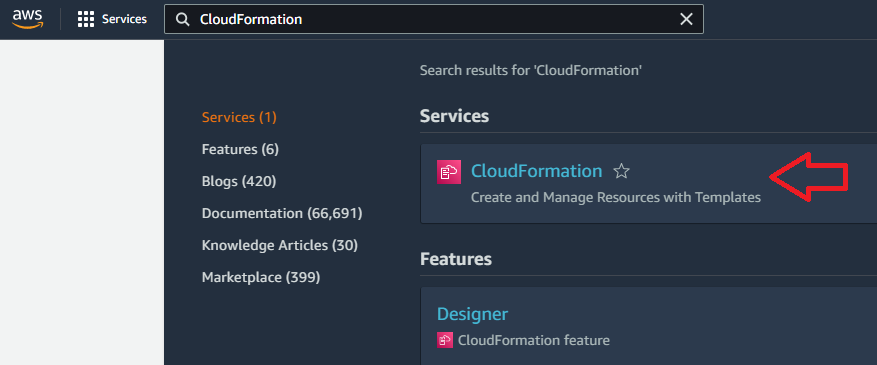 aws
Services
CloudFormation
Search results for 'CloudFormation'
Services (1)
Features (6)
Blogs (420)
Documentation (66,691)
Knowledge Articles (30)
Marketplace (399)
Services
CloudFormation
Create and Manage Resources with Templates
Features
Designer
CloudFormation feature